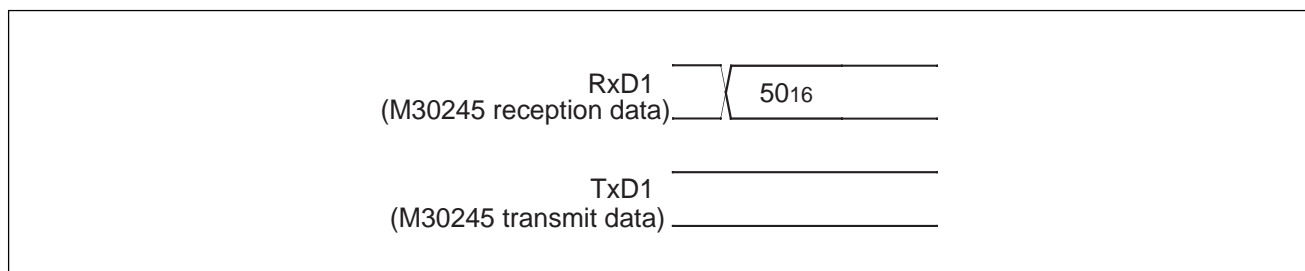 RxD1
(M30245 reception data)
5016
TxD1
(M30245 transmit data)